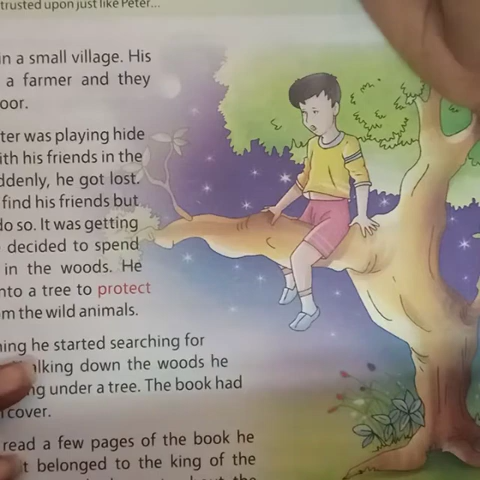 trusted upon just like Peter...
in a small village. His
a farmer and they
oor.
ter was playing hide
ith his friends in the
ddenly, he got lost.
find his friends but
do so. It was getting
decided to spend
in the woods. He
nto a tree to protect
m the wild animals.
ning he started searching for
alking down the woods he
ng under a tree. The book had
cover.
read a few pages of the book he
t belonged to the king of the